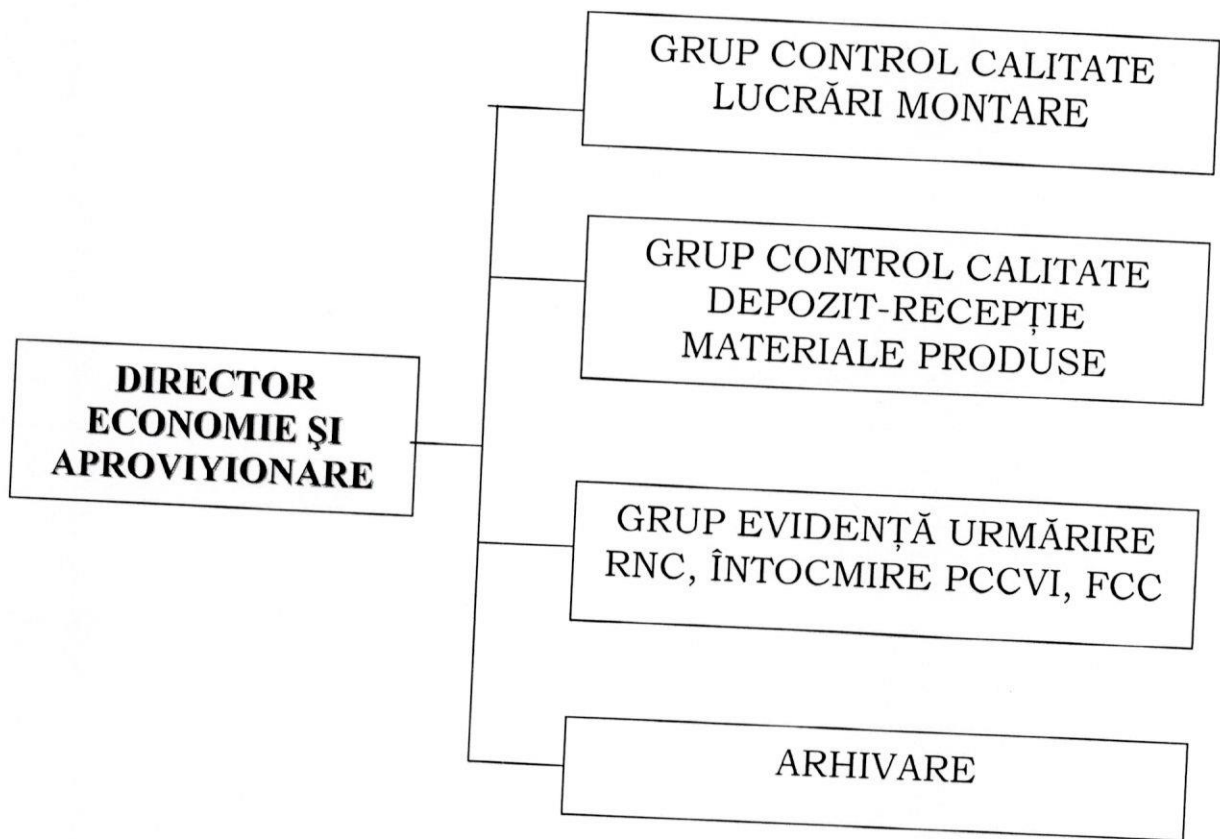 GRUP CONTROL CALITATE
LUCRĂRI MONTARE
GRUP CONTROL CALITATE
DEPOZIT-RECEPȚIE
MATERIALE PRODUSE
DIRECTOR
ECONOMIE ŞI
APROVIYIONARE
GRUP EVIDENȚĂ URMĂRIRE
RNC, ÎNTOCMIRE PCCVI, FCC
ARHIVARE